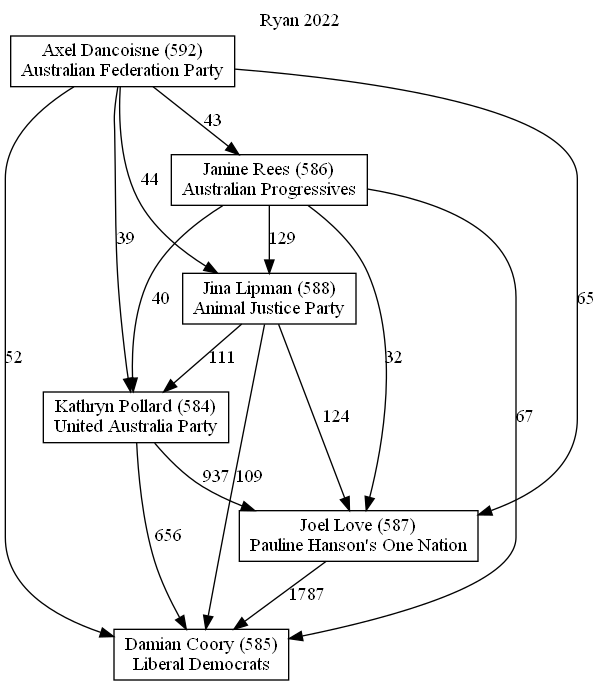 Ryan 2022
Axel Dancoisne (592)
Australian Federation Party
43
Janine Rees (586)
Australian Progressives
44
39
129
40
65
Jina Lipman (588)
Animal Justice Party
52
111
32
67
Kathryn Pollard (584)
United Australia Party
124
937
109
Joel Love (587)
Pauline Hanson's One Nation
656
1787
Damian Coory (585)
Liberal Democrats